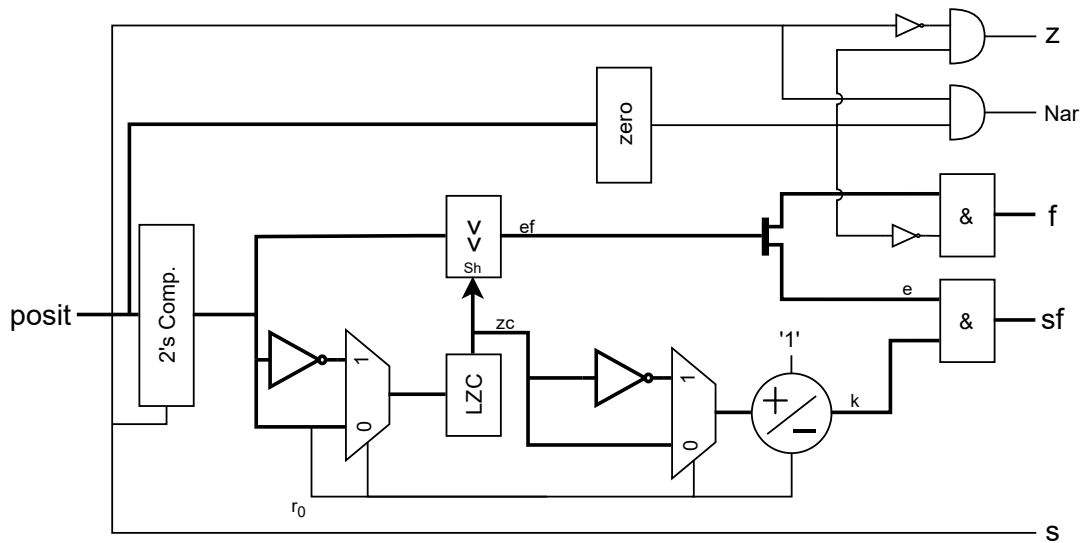 z
Nar
zero
<<
Sh
ef
&
f
posit
2's Comp.
e
&
sf
zc
'1'
1
0
LZC
1
0
+
−
k
r0
s